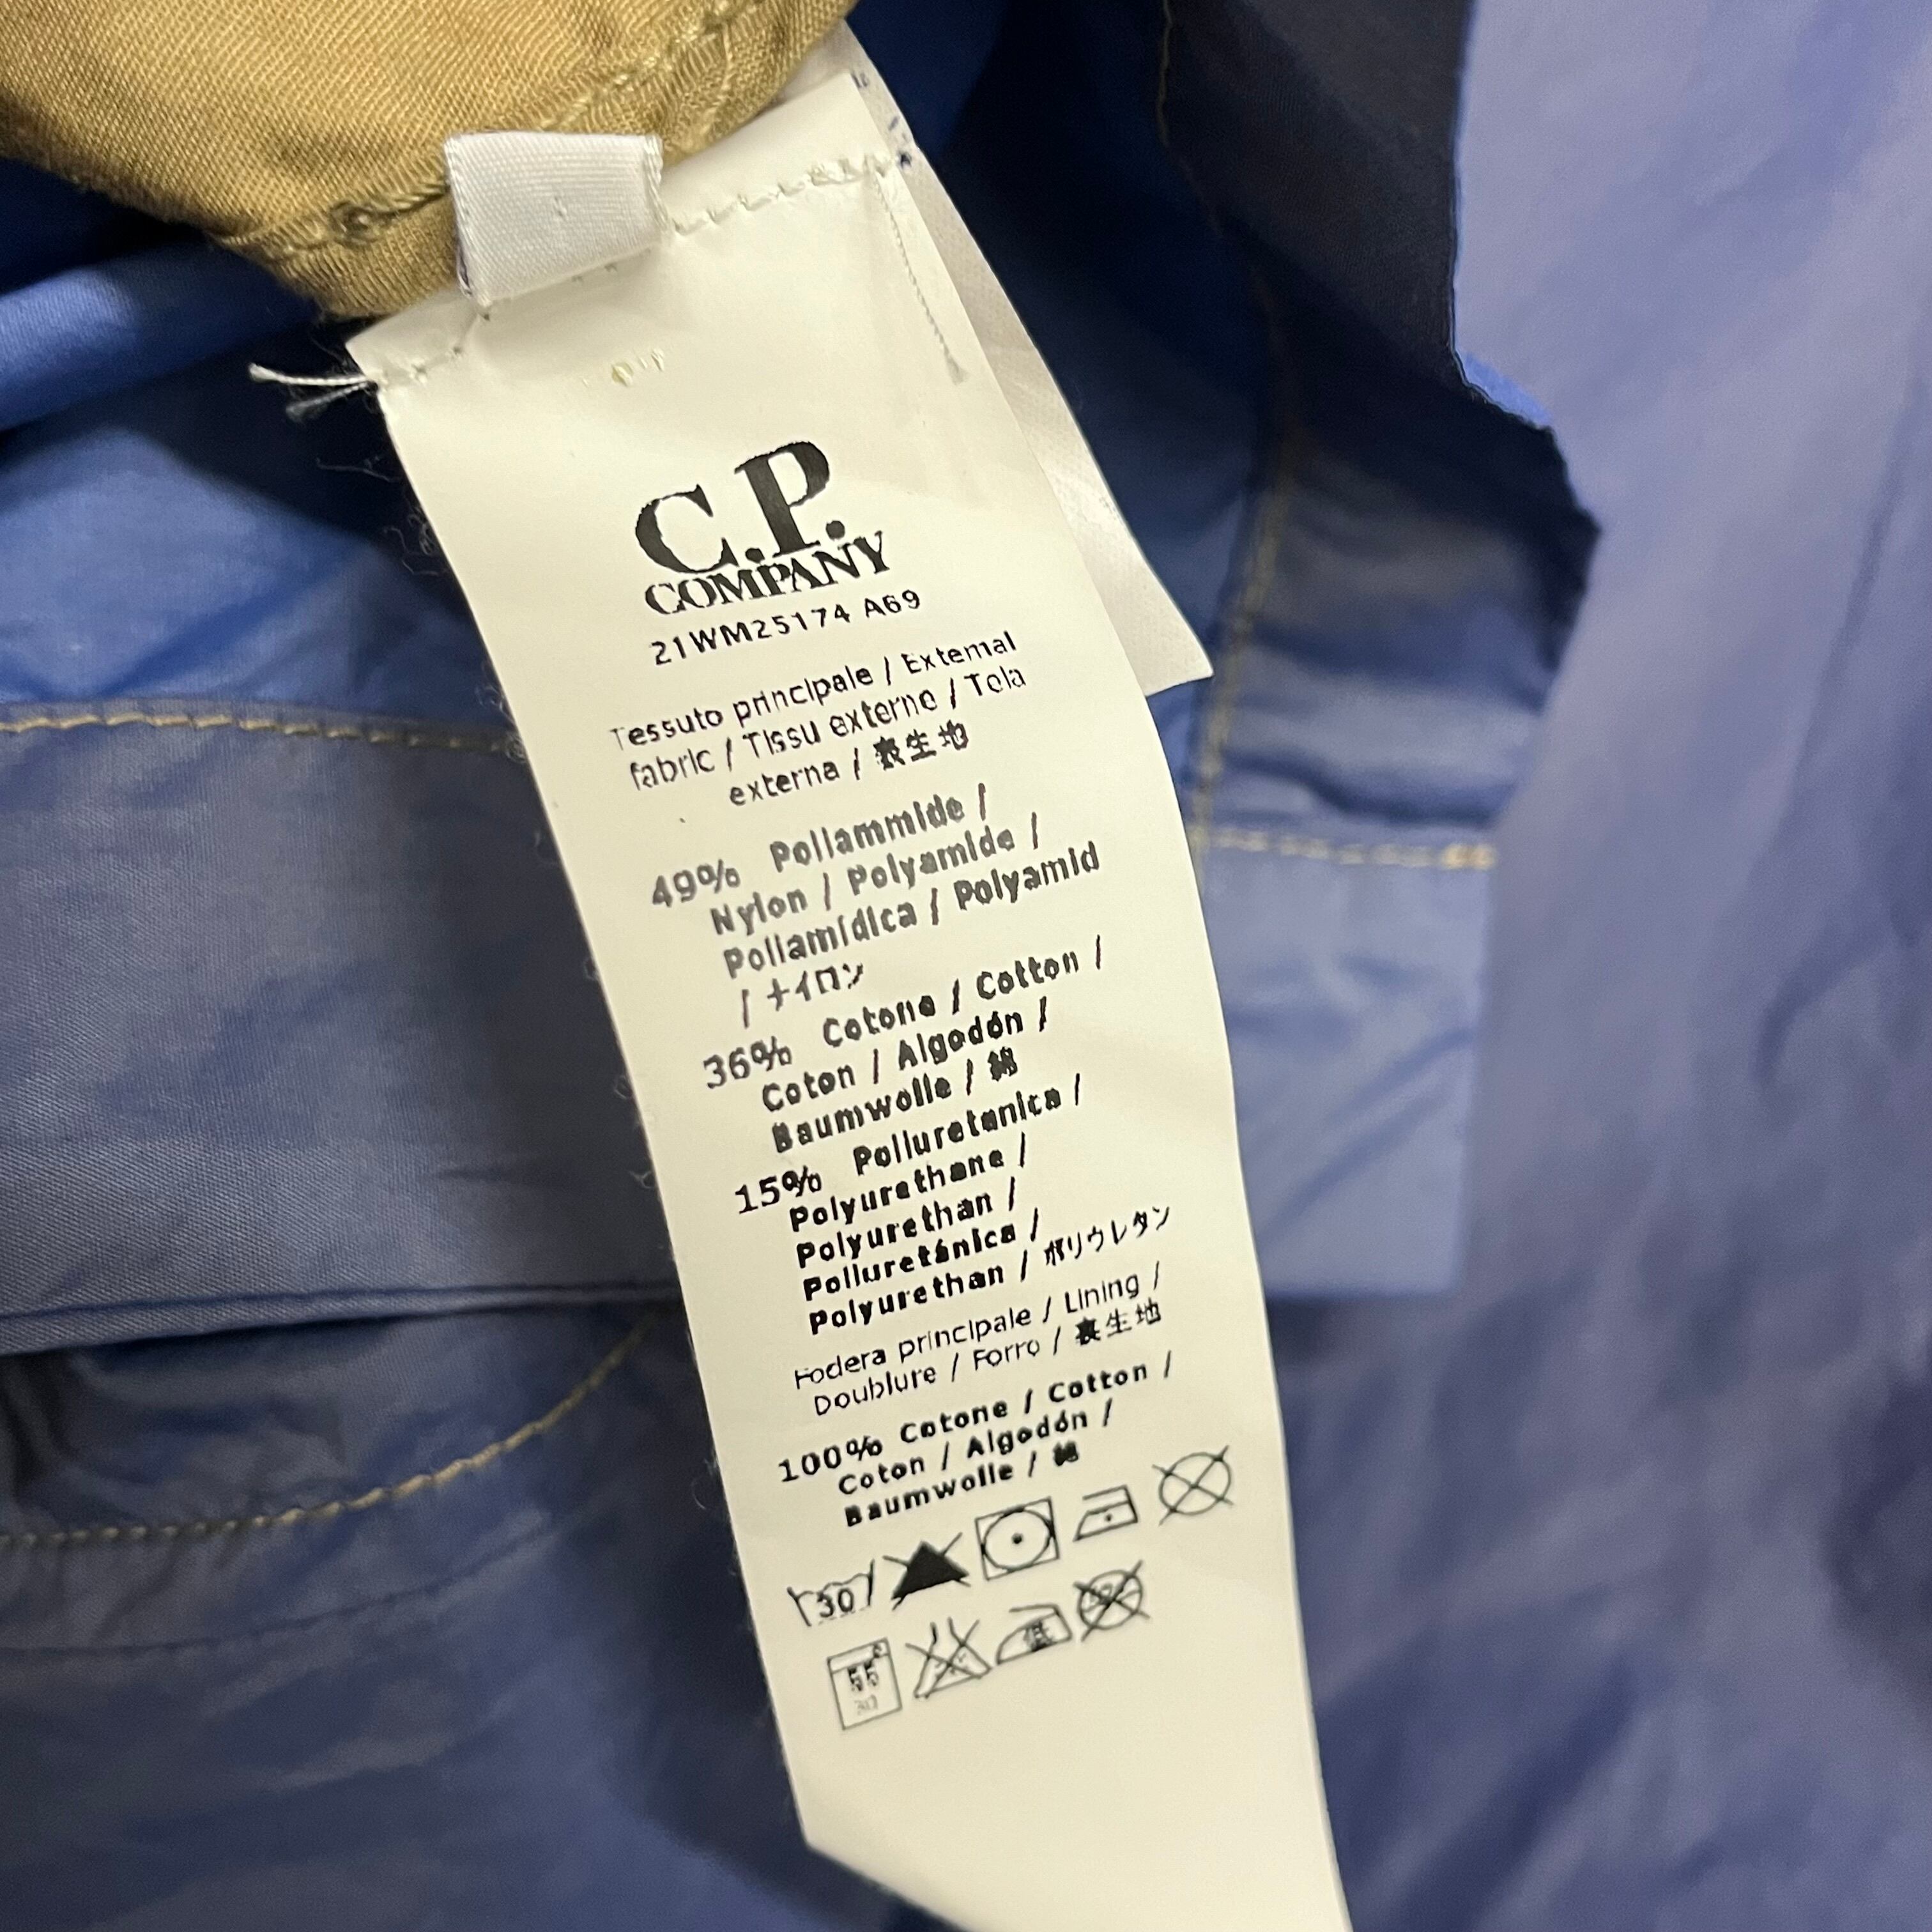 C.P.
COMPANY
21WM25174 A69
Tessuto principale / External
fabric / Tissu externe / Tela
externa / 表生地
49% Poliammide /
Nylon / Polyamide /
Poliamídica / Polyamid
/ ナイロン
36% Cotone / Cotton /
Coton / Algodón /
Baumwolle / 綿
15% Poliuretanica /
Polyurethane /
Polyurethan /
Poliuretánica /
Polyurethan / ポリウレタン
Fodera principale / Lining /
Doublure / Forro / 裏生地
100% Cotone / Cotton /
Coton / Algodón /
Baumwolle / 綿
30
低